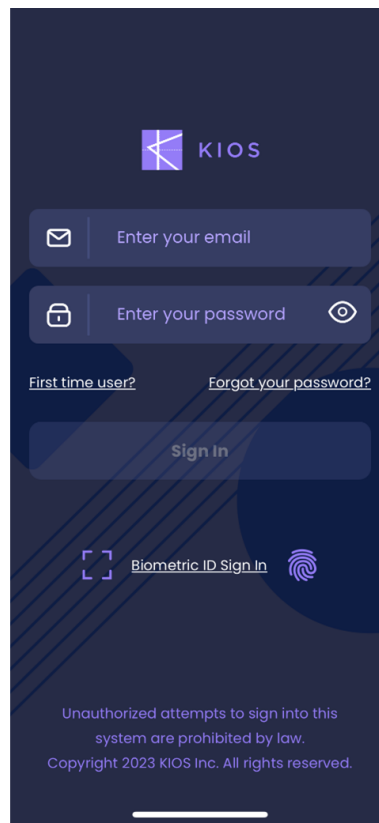 KIOS
Enter your email
Enter your password
First time user?
Forgot your password?
Sign In
Biometric ID Sign In
Unauthorized attempts to sign into this
system are prohibited by law.
Copyright 2023 KIOS Inc. All rights reserved.